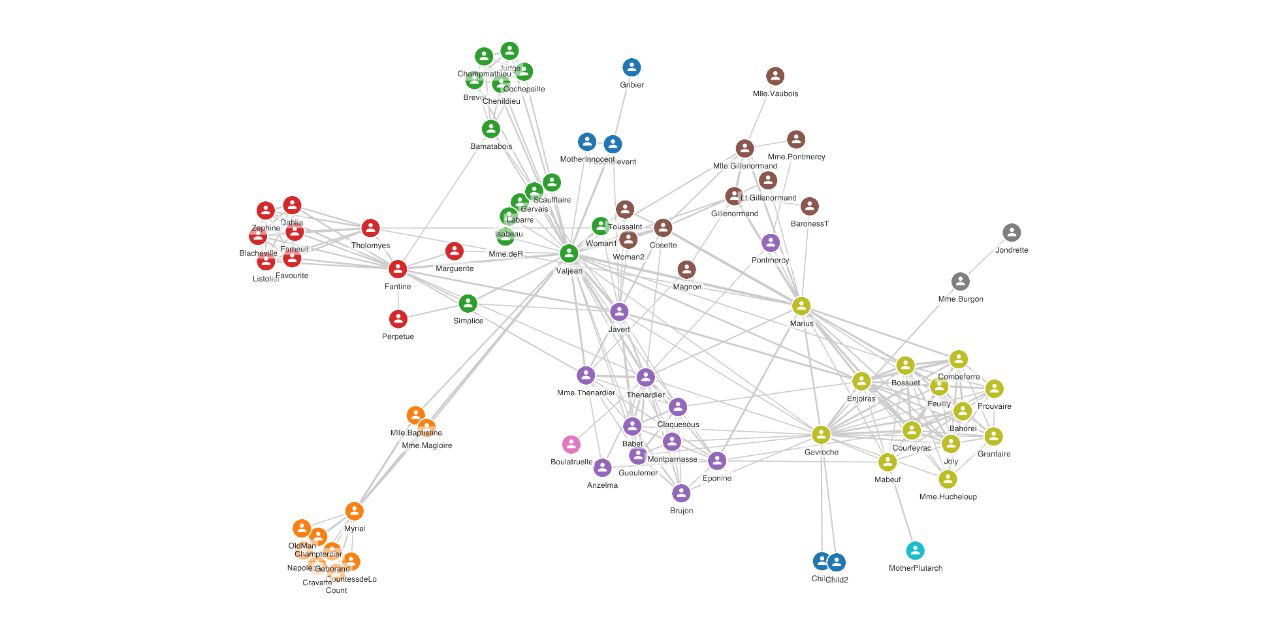 Champmathieu
Judge
Cochepaille
Brevet
Chenildieu
Bamatabois
Gribier
Mlle.Vaubois
MotherInnocent
Mlle.Gillenormand
Mme.Pontmercy
Lt.Gillenormand
Gillenormand
BaronessT
Scaufflaire
Gervais
Labarre
Isabeau
Mme.deR
Toussaint
Woman1
Woman2
Cosette
Pontmercy
Jondrette
Zephine
Dahlia
Fameuil
Blacheville
Listolier
Favourite
Tholomyes
Marguerite
Fantine
Valjean
Magnon
Mme.Burgon
Perpetue
Simplice
Javert
Marius
Mme.Thenardier
Thenardier
Enjolras
Bossuet
Combeferre
Feuilly
Prouvaire
Bahorel
Mlle.Baptistine
Mme.Magloire
Claquesous
Babet
Boulatruelle
Montparnasse
Gueulemer
Anzelma
Eponine
Brujon
Gavroche
Courfeyrac
Joly
Grantaire
Mabeuf
Mme.Hucheloup
Myriel
OldMan
Champtercier
Geborand
CountessdeLo
Cravatte
Count
Child2
MotherPlutarch